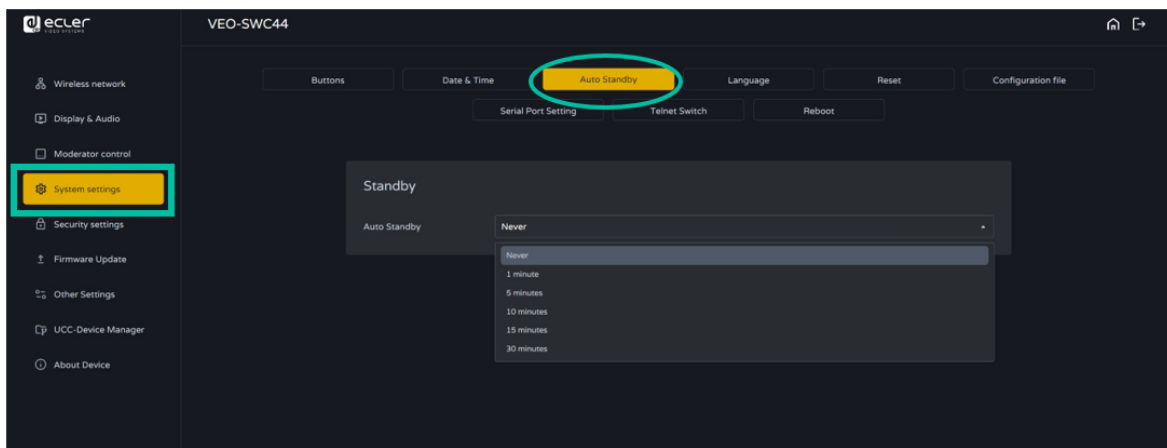 ecler
VIDEO SYSTEMS
VEO-SWC44
Wireless network
Display & Audio
Moderator control
System settings
Security settings
Firmware Update
Other Settings
UCC-Device Manager
About Device
Buttons
Date & Time
Auto Standby
Language
Reset
Configuration file
Serial Port Setting
Telnet Switch
Reboot
Standby
Auto Standby
Never
Never
1 minute
5 minutes
10 minutes
15 minutes
30 minutes